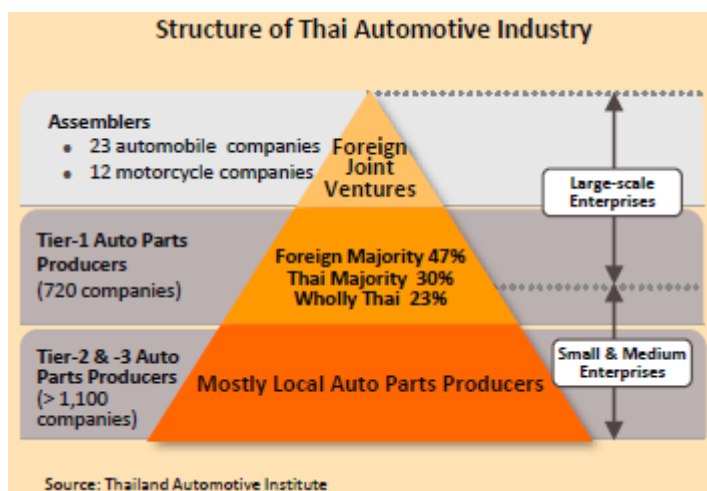 Structure of Thai Automotive Industry
Assemblers
• 23 automobile companies
• 12 motorcycle companies
Foreign
Joint
Ventures
Large-scale
Enterprises
Tier-1 Auto Parts
Producers
(720 companies)
Foreign Majority 47%
Thai Majority 30%
Wholly Thai 23%
Tier-2 & -3 Auto
Parts Producers
(> 1,100
companies)
Mostly Local Auto Parts Producers
Small & Medium
Enterprises
Source: Thailand Automotive Institute